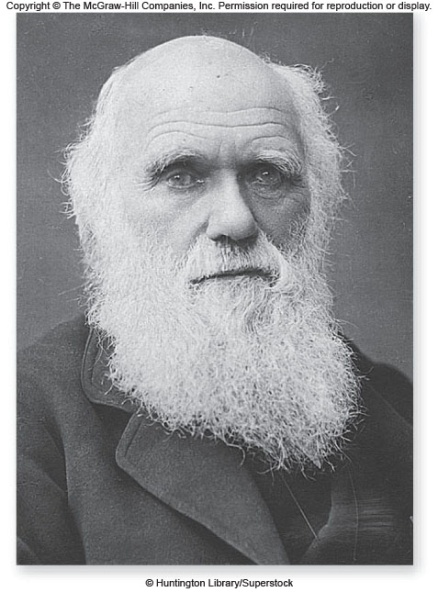 Copyright © The McGraw-Hill Companies, Inc. Permission required for reproduction or display.
© Huntington Library/Superstock